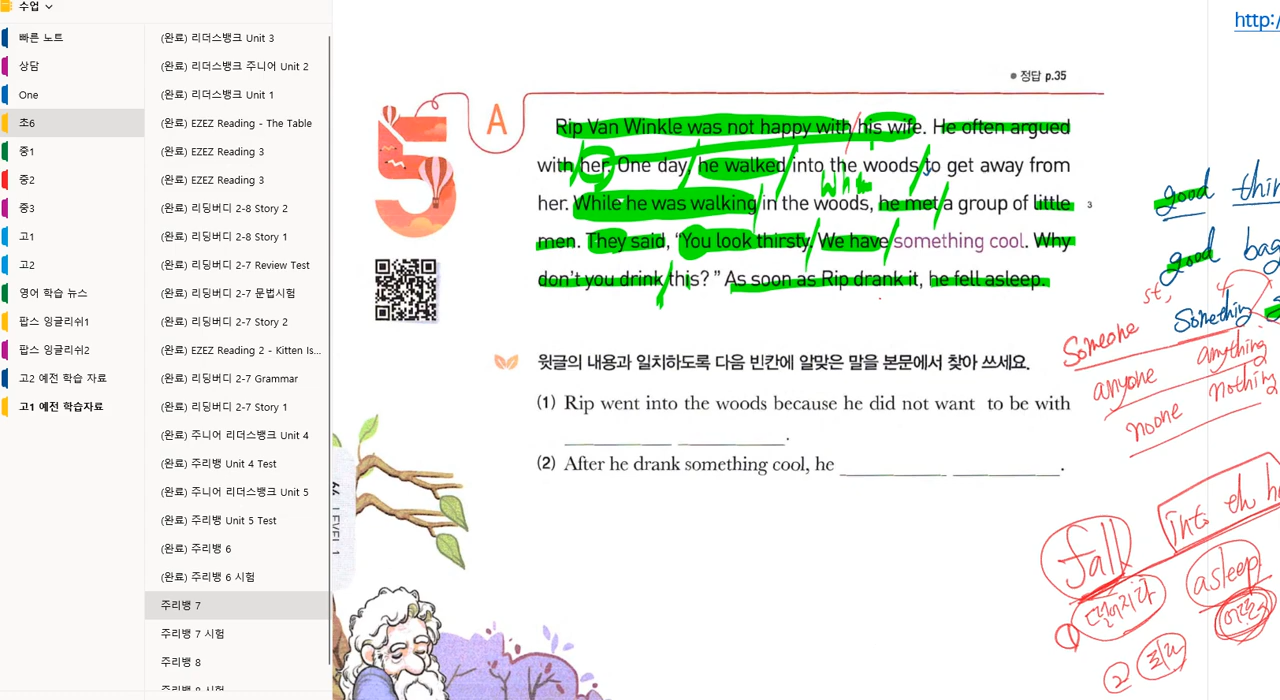 수업
빠른 노트
상담
One
초6
중1
중2
중3
고1
고2
영어 학습 뉴스
팝스 잉글리쉬1
팝스 잉글리쉬2
고2 예전 학습 자료
고1 예전 학습자료
(완료) 리더스뱅크 Unit 3
(완료) 리더스뱅크 주니어 Unit 2
(완료) 리더스뱅크 Unit 1
(완료) EZEZ Reading - The Table
(완료) EZEZ Reading 3
(완료) EZEZ Reading 3
(완료) 리딩버디 2-8 Story 2
(완료) 리딩버디 2-8 Story 1
(완료) 리딩버디 2-7 Review Test
(완료) 리딩버디 2-7 문법시험
(완료) 리딩버디 2-7 Story 2
(완료) EZEZ Reading 2 - Kitten Is...
(완료) 리딩버디 2-7 Grammar
(완료) 리딩버디 2-7 Story 1
(완료) 주니어 리더스뱅크 Unit 4
(완료) 주리뱅 Unit 4 Test
(완료) 주니어 리더스뱅크 Unit 5
(완료) 주리뱅 Unit 5 Test
(완료) 주리뱅 6
(완료) 주리뱅 6 시험
주리뱅 7
주리뱅 7 시험
주리뱅 8
주리뱅 8 시험
http:/
● 정답 p.35
5
A
Rip Van Winkle was not happy with his wife. He often argued
with her. One day, he walked into the woods to get away from
her. While he was walking in the woods, he met a group of little
3
men. They said, “You look thirsty. We have something cool. Why
don’t you drink this?” As soon as Rip drank it, he fell asleep.
윗글의 내용과 일치하도록 다음 빈칸에 알맞은 말을 본문에서 찾아 쓰세요.
(1) Rip went into the woods because he did not want to be with
.
(2) After he drank something cool, he .
LEVEL 1
good thin
good bag
Something
Someone
anyone anything
noone nothing
into th h
fall asleep
떨어지다
①
②